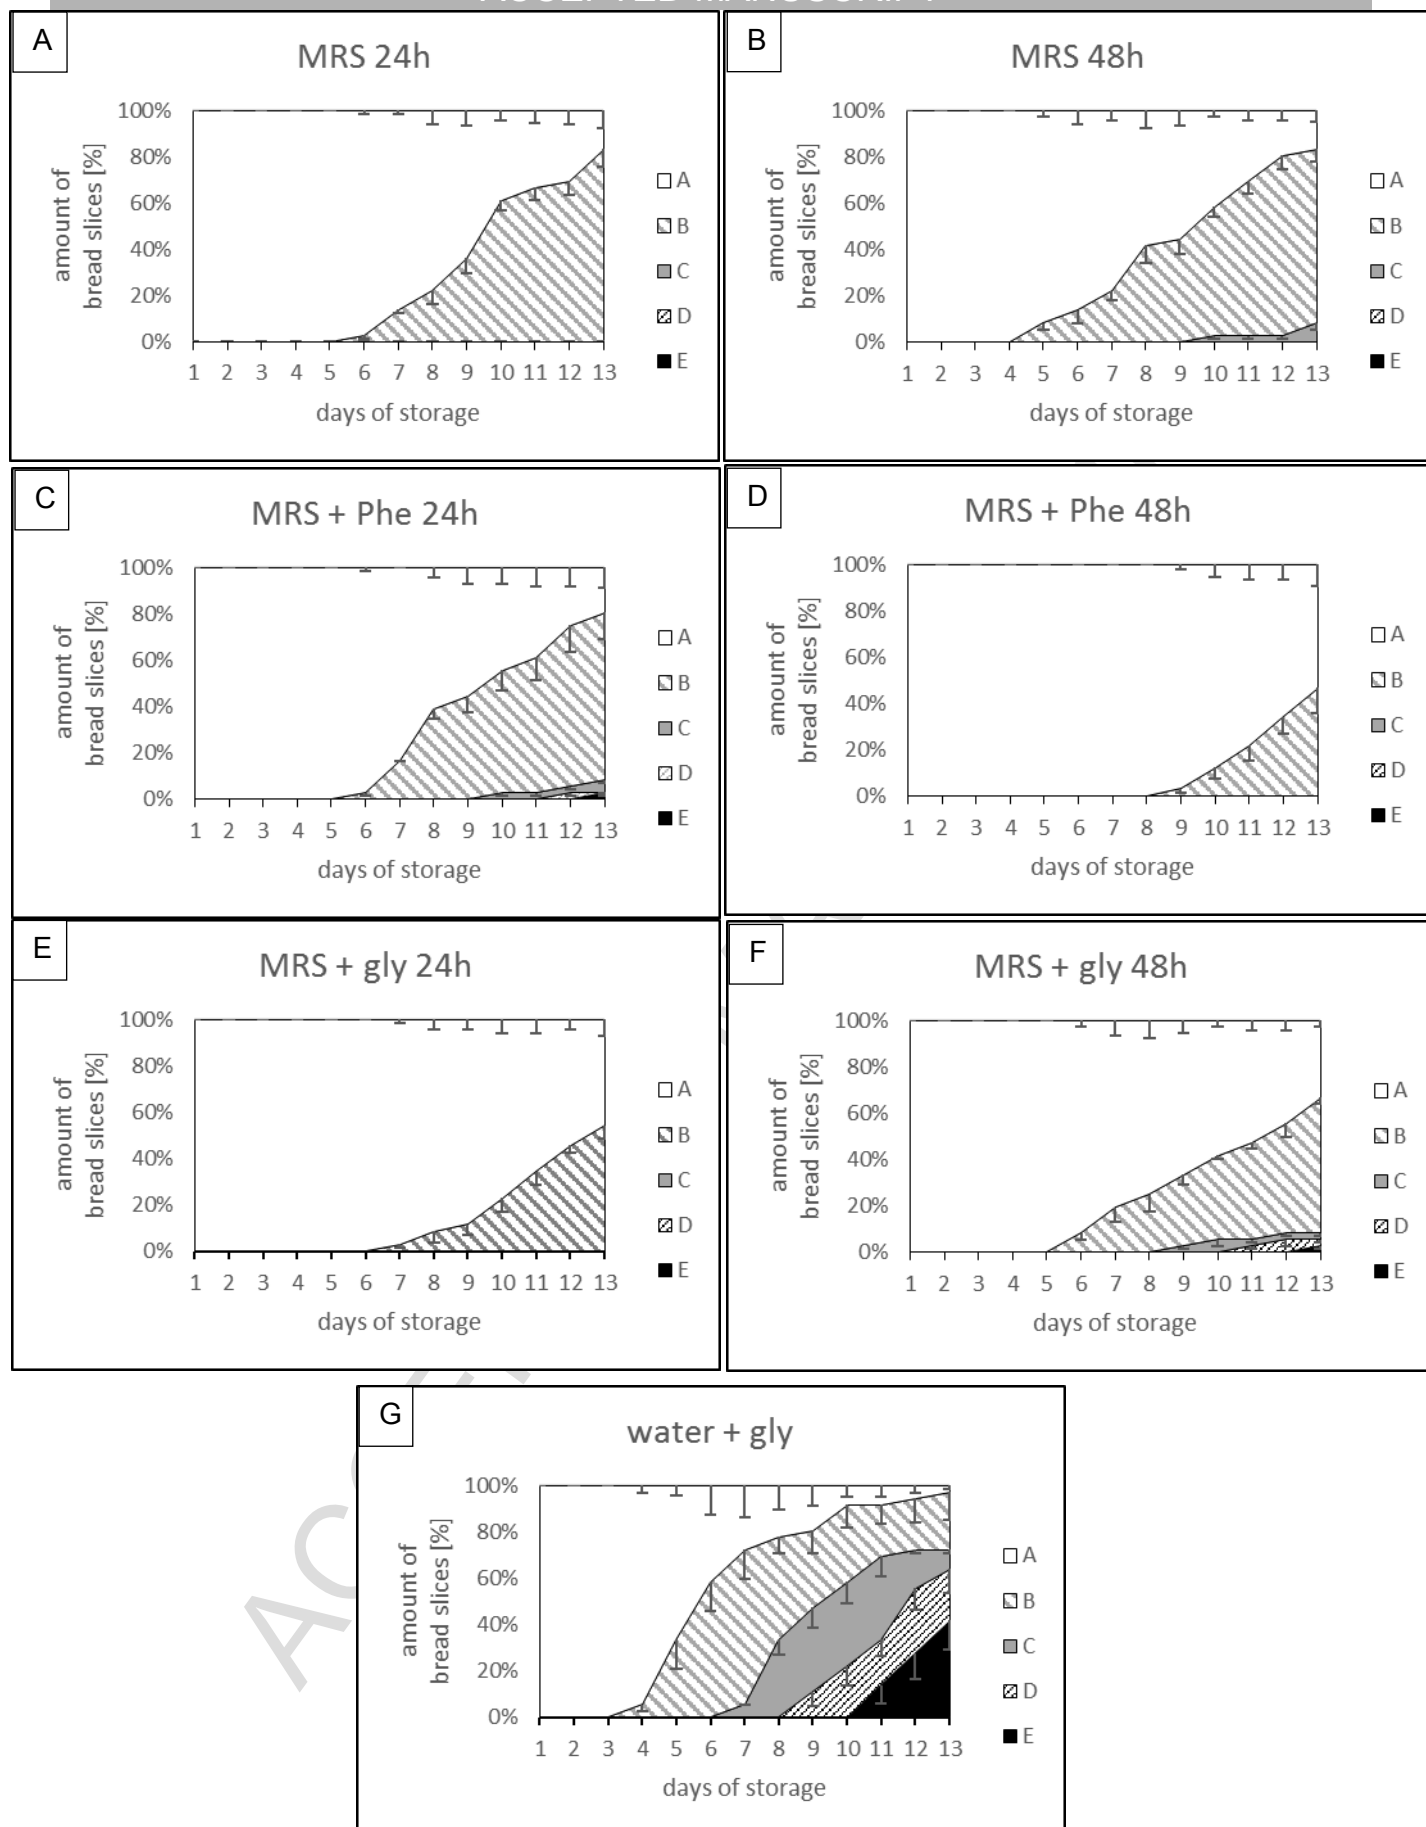 ACCEPTED MANUSCRIPT
A
MRS 24h
amount of
bread slices [%]
100%
80%
60%
40%
20%
0%
1 2 3 4 5 6 7 8 9 10 11 12 13
days of storage
A
B
C
D
E
B
MRS 48h
amount of
bread slices [%]
100%
80%
60%
40%
20%
0%
1 2 3 4 5 6 7 8 9 10 11 12 13
days of storage
A
B
C
D
E
C
MRS + Phe 24h
amount of
bread slices [%]
100%
80%
60%
40%
20%
0%
1 2 3 4 5 6 7 8 9 10 11 12 13
days of storage
A
B
C
D
E
D
MRS + Phe 48h
amount of
bread slices [%]
100%
80%
60%
40%
20%
0%
1 2 3 4 5 6 7 8 9 10 11 12 13
days of storage
A
B
C
D
E
E
MRS + gly 24h
amount of
bread slices [%]
100%
80%
60%
40%
20%
0%
1 2 3 4 5 6 7 8 9 10 11 12 13
days of storage
A
B
C
D
E
F
MRS + gly 48h
amount of
bread slices [%]
100%
80%
60%
40%
20%
0%
1 2 3 4 5 6 7 8 9 10 11 12 13
days of storage
A
B
C
D
E
G
water + gly
amount of
bread slices [%]
100%
80%
60%
40%
20%
0%
1 2 3 4 5 6 7 8 9 10 11 12 13
days of storage
A
B
C
D
E